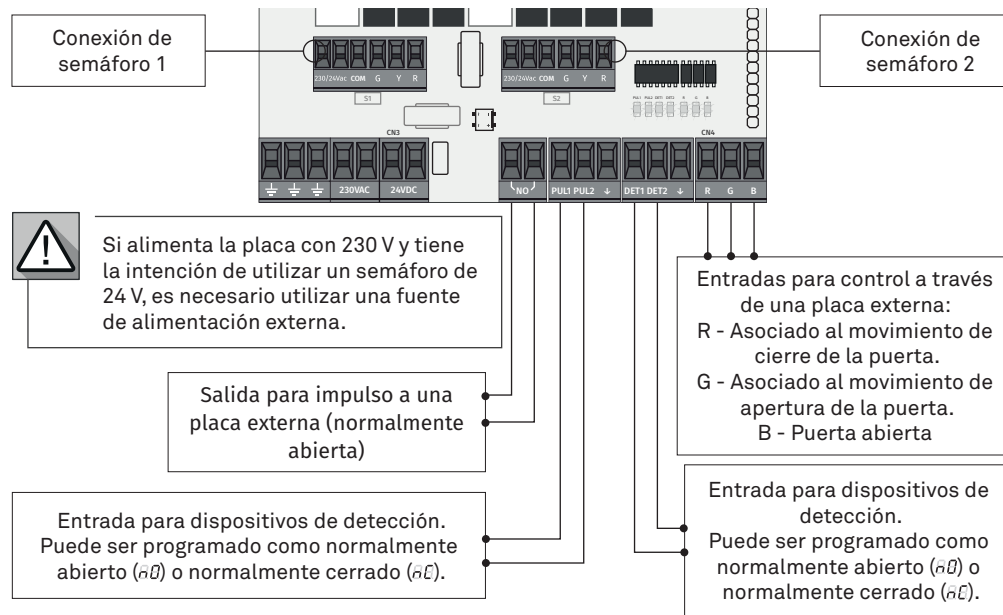 Conexión de
semáforo 1
Conexión de
semáforo 2
230/24Vac COM G Y R
S1
230/24Vac COM G Y R
S2
PUL1 PUL2 DET1 DET2 R G B
CN3
CN4
230VAC 24VDC NO PUL1 PUL2 ↓ DET1 DET2 ↓ R G B
Si alimenta la placa con 230 V y tiene
la intención de utilizar un semáforo de
24 V, es necesario utilizar una fuente
de alimentación externa.
Entradas para control a través
de una placa externa:
R - Asociado al movimiento de
cierre de la puerta.
G - Asociado al movimiento de
apertura de la puerta.
B - Puerta abierta
Salida para impulso a una
placa externa (normalmente
abierta)
Entrada para dispositivos de detección.
Puede ser programado como normalmente
abierto (nO) o normalmente cerrado (nC).
Entrada para dispositivos de
detección.
Puede ser programado como
normalmente abierto (nO) o
normalmente cerrado (nC).